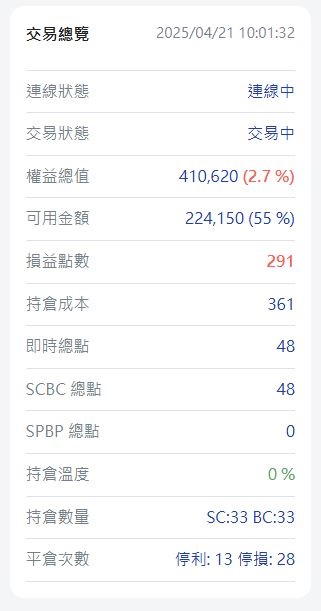 交易總覽 2025/04/21 10:01:32
連線狀態 連線中
交易狀態 交易中
權益總值 410,620 (2.7 %)
可用金額 224,150 (55 %)
損益點數 291
持倉成本 361
即時總點 48
SCBC 總點 48
SPBP 總點 0
持倉溫度 0 %
持倉數量 SC:33 BC:33
平倉次數 停利: 13 停損: 28